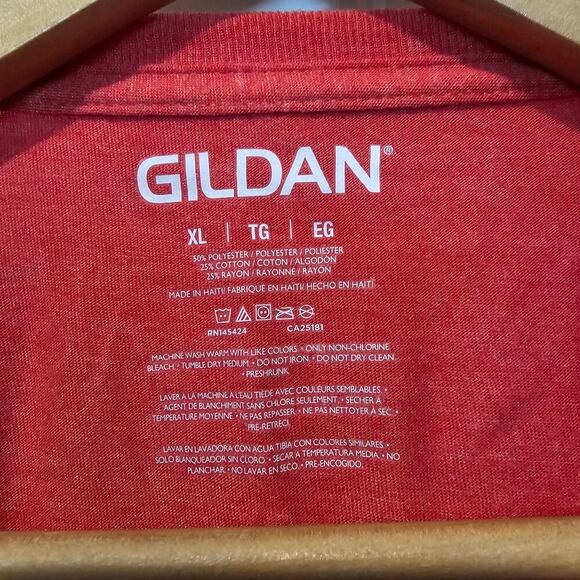 GILDAN®
XL | TG | EG
50% POLYESTER / POLYESTER / POLIÉSTER
25% COTTON / COTON / ALGODÓN
25% RAYON / RAYONNE / RAYÓN
MADE IN HAITI/ FABRIQUÉ EN HAITI/ HECHO EN HAITÍ
RN145424 CA25181
MACHINE WASH WARM WITH LIKE COLORS. • ONLY NON-CHLORINE
BLEACH. • TUMBLE DRY MEDIUM. • DO NOT IRON. • DO NOT DRY CLEAN.
• PRESHRUNK.
LAVER A LA MACHINE A L'EAU TIÈDE AVEC COULEURS SEMBLABLES. •
AGENT DE BLANCHIMENT SANS CHLORE SEULEMENT. • SÉCHER À
TEMPÉRATURE MOYENNE. • NE PAS REPASSER. • NE PAS NETTOYER À SEC. •
PRÉ-RETRÉCI.
LAVAR EN LAVADORA CON AGUA TIBIA CON COLORES SIMILARES. •
SOLO BLANQUEADOR SIN CLORO. • SECAR A TEMPERATURA MEDIA. • NO
PLANCHAR. • NO LAVAR EN SECO. • PRE-ENCOGIDO.